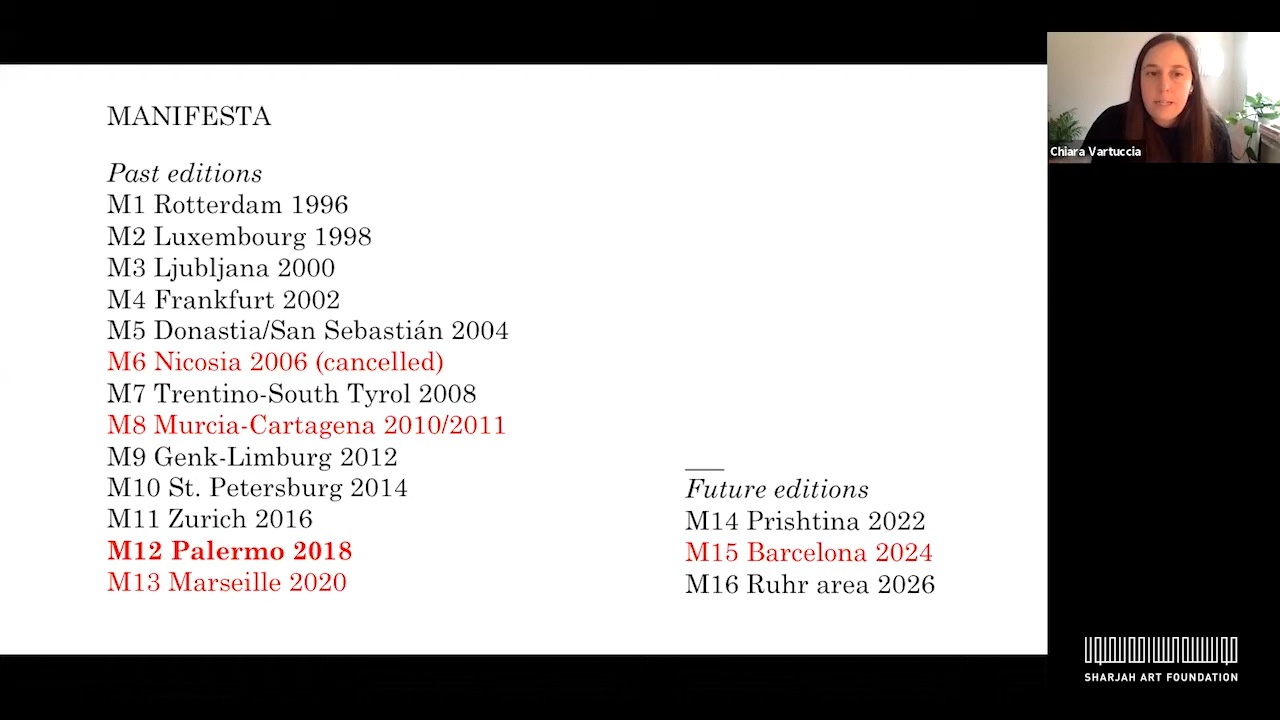 MANIFESTA
Past editions
M1 Rotterdam 1996
M2 Luxembourg 1998
M3 Ljubljana 2000
M4 Frankfurt 2002
M5 Donastia/San Sebastián 2004
M6 Nicosia 2006 (cancelled)
M7 Trentino-South Tyrol 2008
M8 Murcia-Cartagena 2010/2011
M9 Genk-Limburg 2012
M10 St. Petersburg 2014
M11 Zurich 2016
M12 Palermo 2018
M13 Marseille 2020
Future editions
M14 Prishtina 2022
M15 Barcelona 2024
M16 Ruhr area 2026
Chiara Vartuccia
SHARJAH ART FOUNDATION